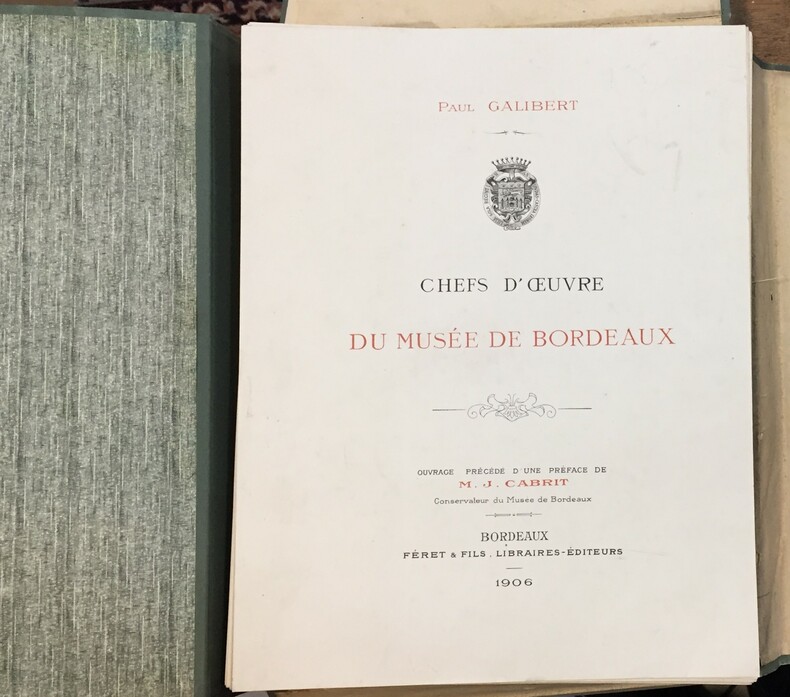 Paul GALIBERT
CHEFS D'ŒUVRE
DU MUSÉE DE BORDEAUX
OUVRAGE PRÉCÉDÉ D'UNE PRÉFACE DE
M. J. CABRIT
Conservateur du Musée de Bordeaux
BORDEAUX
FÉRET & FILS, LIBRAIRES-ÉDITEURS
1906